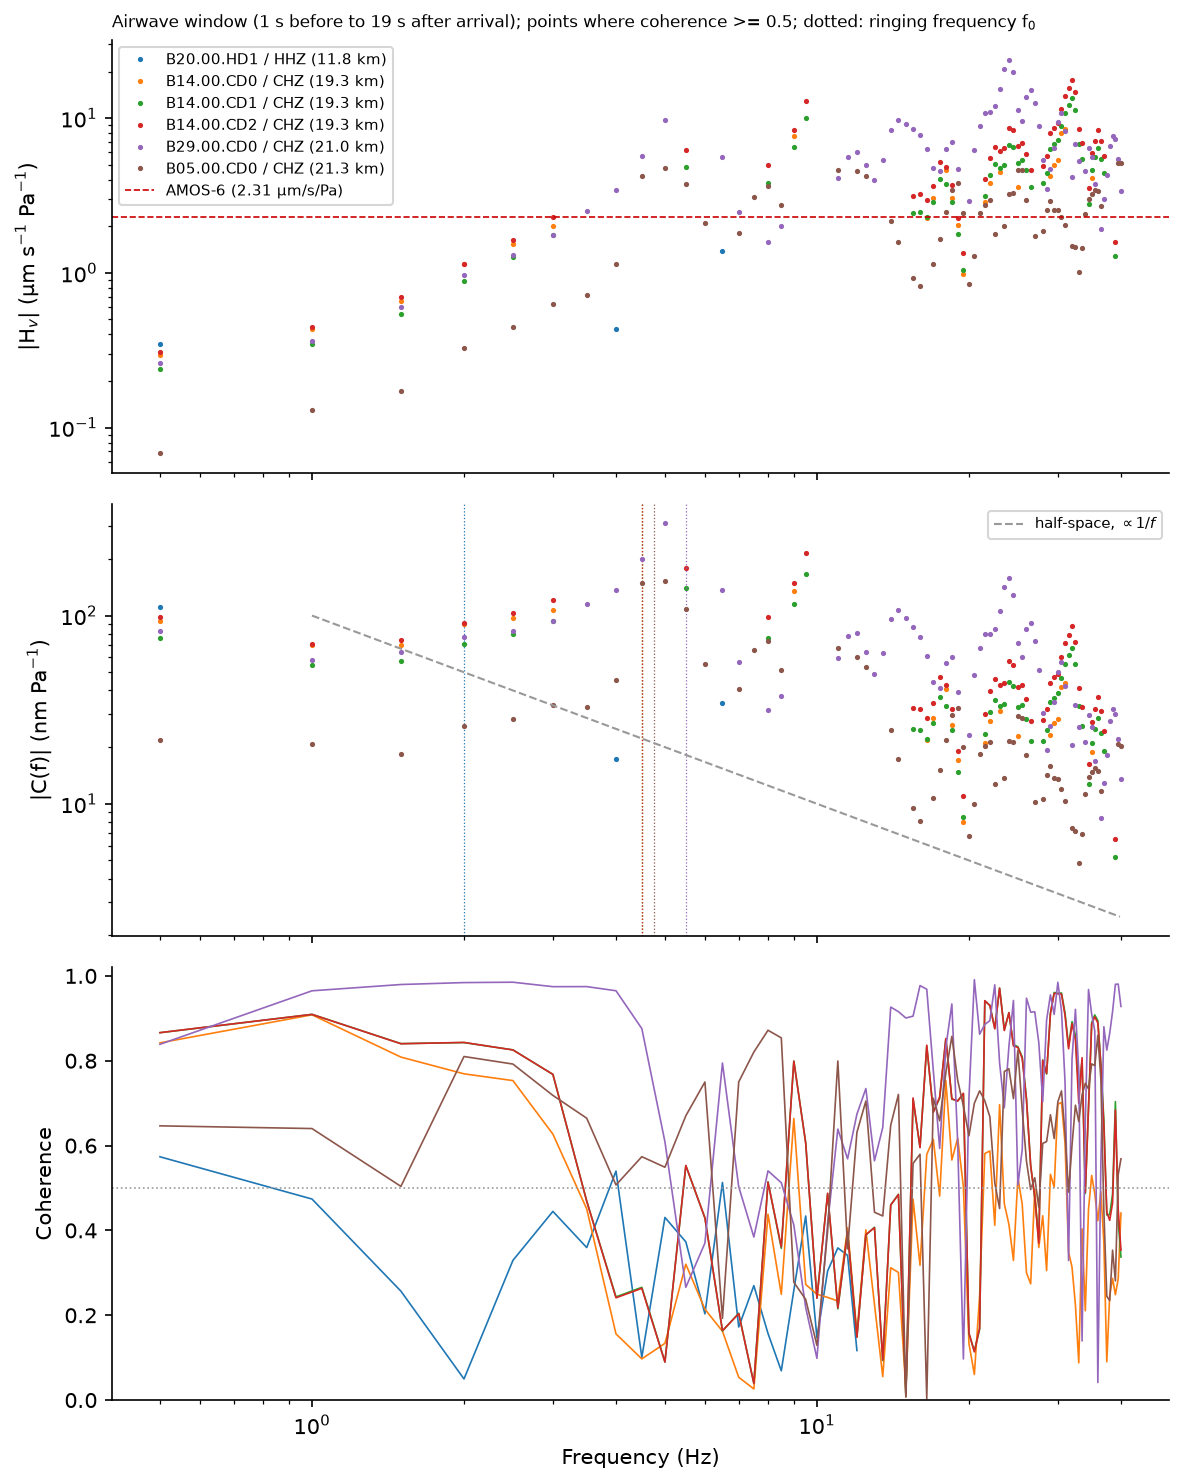 Airwave window (1 s before to 19 s after arrival); points where coherence >= 0.5; dotted: ringing frequency f₀
B20.00.HD1 / HHZ (11.8 km)
B14.00.CD0 / CHZ (19.3 km)
B14.00.CD1 / CHZ (19.3 km)
B14.00.CD2 / CHZ (19.3 km)
B29.00.CD0 / CHZ (21.0 km)
B05.00.CD0 / CHZ (21.3 km)
AMOS-6 (2.31 μm/s/Pa)
|Hᵥ| (μm s⁻¹ Pa⁻¹)
10¹
10⁰
10⁻¹
half-space, ∝1/f
|C(f)| (nm Pa⁻¹)
10²
10¹
Coherence
1.0
0.8
0.6
0.4
0.2
0.0
10⁰
10¹
Frequency (Hz)